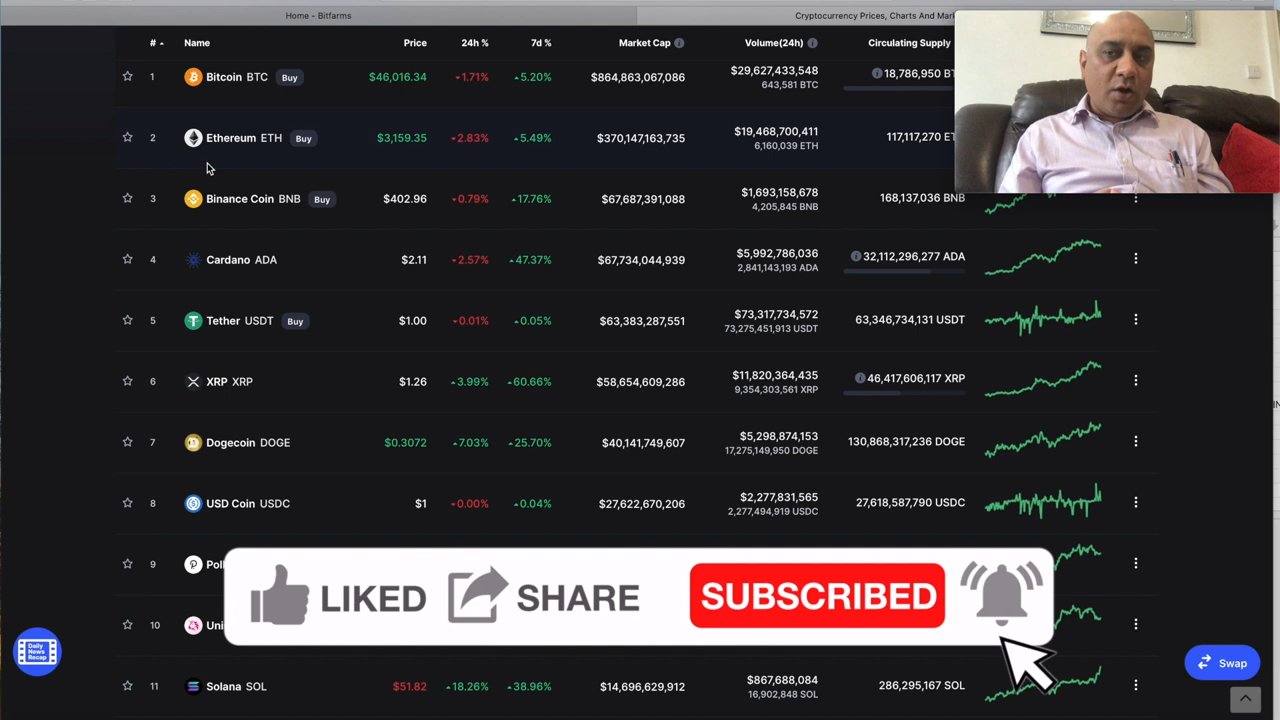 Home - Bitfarms
Cryptocurrency Prices, Charts And Mark
# Name Price 24h % 7d % Market Cap Volume(24h) Circulating Supply
1 Bitcoin BTC Buy $46,016.34 1.71% 5.20% $864,863,067,086 $29,627,433,548 18,786,950
643,581 BTC
2 Ethereum ETH Buy $3,159.35 2.83% 5.49% $370,147,163,735 $19,468,700,411 117,117,270
6,160,039 ETH
3 Binance Coin BNB Buy $402.96 0.79% 17.76% $67,687,391,088 $1,693,158,678 168,137,036 BNB
4,205,845 BNB
4 Cardano ADA $2.11 2.57% 47.37% $67,734,044,939 $5,992,786,036 32,112,296,277 ADA
2,841,143,193 ADA
5 Tether USDT Buy $1.00 0.01% 0.05% $63,383,287,551 $73,317,734,572 63,346,734,131 USDT
73,275,451,913 USDT
6 XRP XRP $1.26 3.99% 60.66% $58,654,609,286 $11,820,364,435 46,417,606,117 XRP
9,354,303,561 XRP
7 Dogecoin DOGE $0.3072 7.03% 25.70% $40,141,749,607 $5,298,874,153 130,868,317,236 DOGE
17,275,149,950 DOGE
8 USD Coin USDC $1 0.00% 0.04% $27,622,670,206 $2,277,831,565 27,618,587,790 USDC
2,277,494,919 USDC
9
LIKED SHARE SUBSCRIBED
10
Daily
News
Recap
Swap
11 Solana SOL $51.82 18.26% 38.96% $14,696,629,912 $867,688,084 286,295,167 SOL
16,902,848 SOL